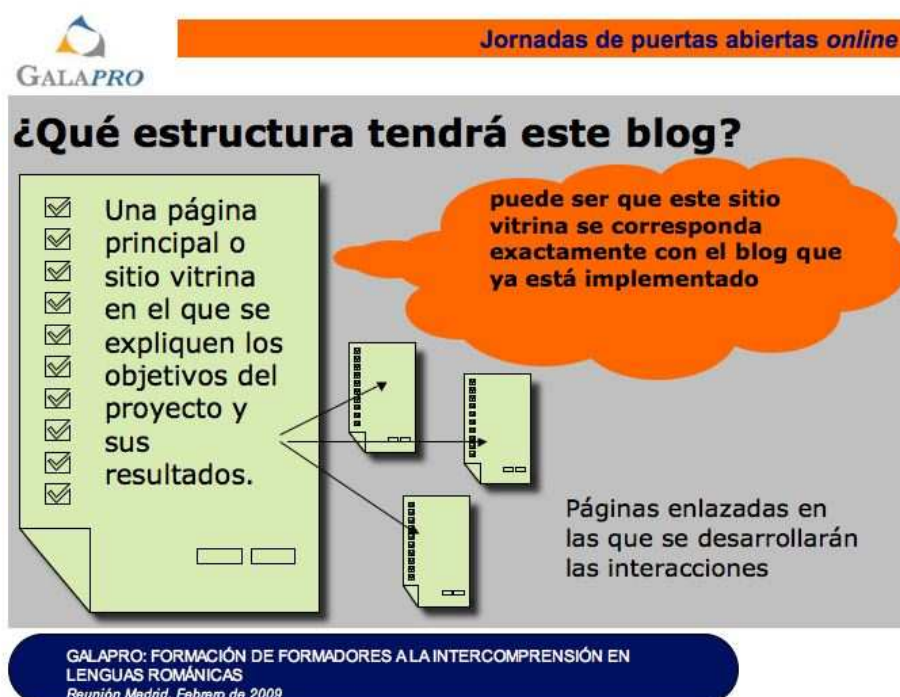 Jornadas de puertas abiertas online
GALAPRO
¿Qué estructura tendrá este blog?
Una página
principal o
sitio vitrina
en el que se
expliquen los
objetivos del
proyecto y
sus
resultados.
puede ser que este sitio
vitrina se corresponda
exactamente con el blog que
ya está implementado
Páginas enlazadas en
las que se desarrollarán
las interacciones
GALAPRO: FORMACIÓN DE FORMADORES A LA INTERCOMPRENSIÓN EN
LENGUAS ROMÁNICAS
Reunión Madrid, Febrero de 2009